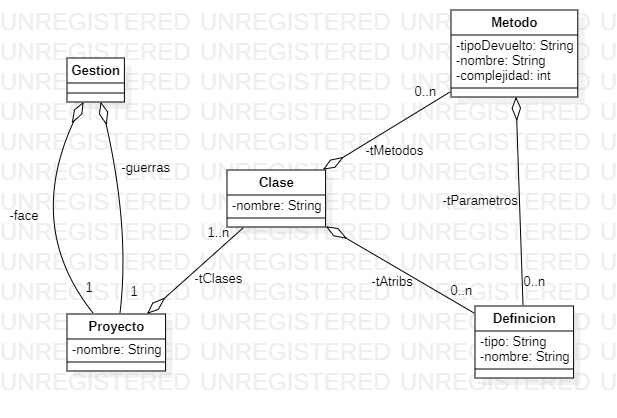 UNREGISTERED
Metodo
-tipoDevuelto: String
-nombre: String
-complejidad: int
Gestion
0..n
-tMetodos
-guerras
Clase
-nombre: String
-tParametros
-face
1..n
-tClases
-tAtribs
0..n
0..n
1
1
Proyecto
-nombre: String
Definicion
-tipo: String
-nombre: String